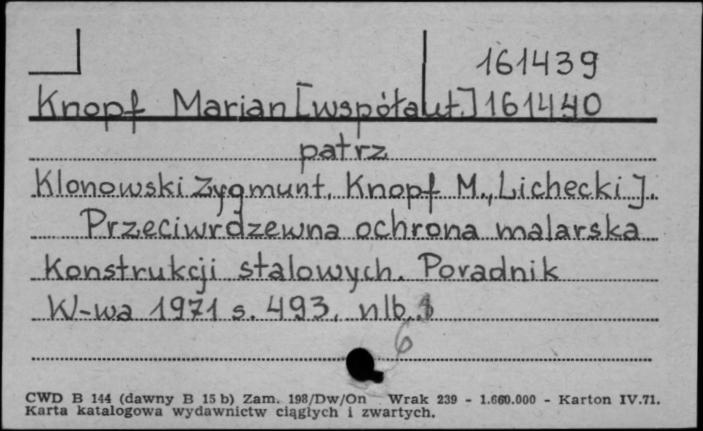 161439
Knopf Marian [współaut.] 161440
patrz
Klonowski Zygmunt, Knopf M., Lichecki J.
Przeciwrdzewna ochrona malarska
Konstrukcji stalowych. Poradnik
W-wa 1971 s. 493, nlb.
6
CWD B 144 (dawny B 15 b) Zam. 198/Dw/On Wrak 239 - 1.660.000 - Karton IV.71.
Karta katalogowa wydawnictw ciągłych i zwartych.